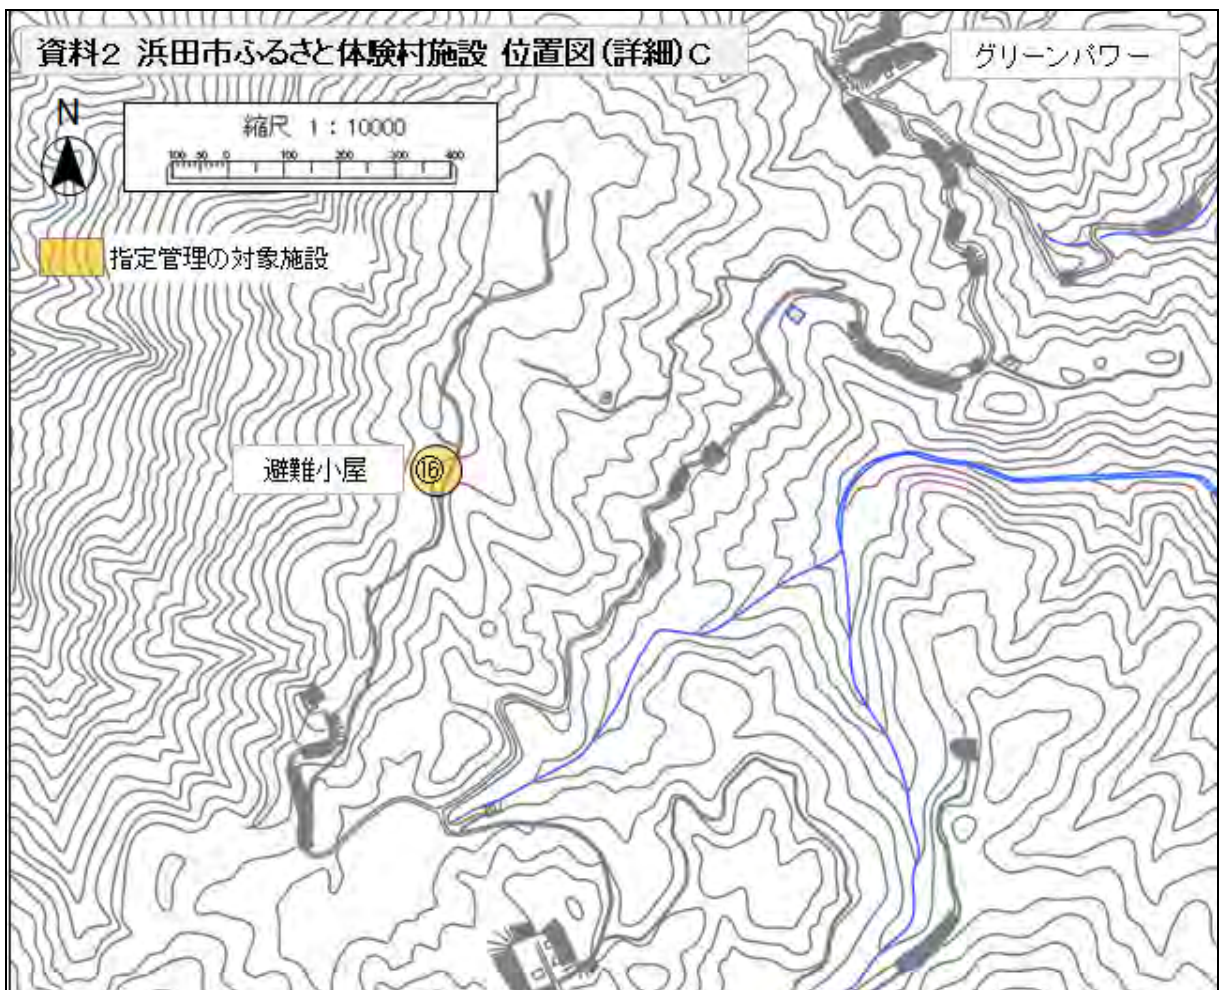 資料2 浜田市ふるさと体験村施設 位置図(詳細)C
グリーンパワー
N
縮尺 1:10000
100 50 0 100 200 300 400
指定管理の対象施設
避難小屋 ⑯